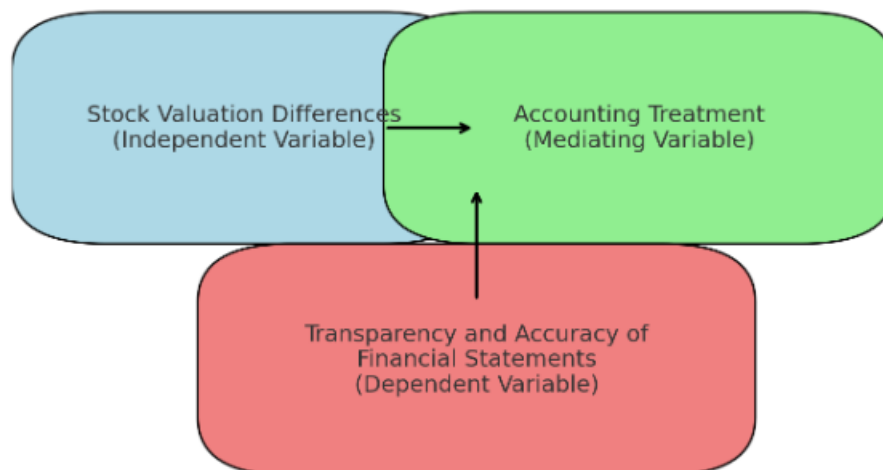 Stock Valuation Differences
(Independent Variable)
Accounting Treatment
(Mediating Variable)
Transparency and Accuracy of
Financial Statements
(Dependent Variable)